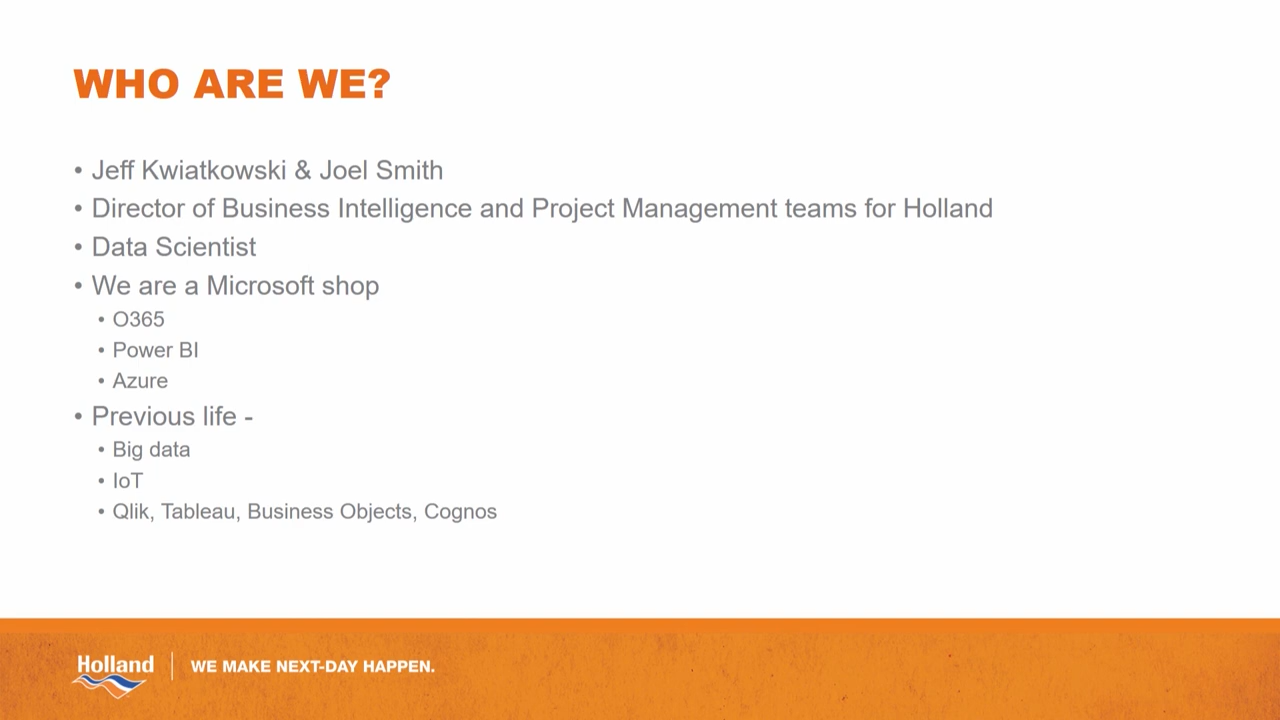 WHO ARE WE?
• Jeff Kwiatkowski & Joel Smith
• Director of Business Intelligence and Project Management teams for Holland
• Data Scientist
• We are a Microsoft shop
• O365
• Power BI
• Azure
• Previous life -
• Big data
• IoT
• Qlik, Tableau, Business Objects, Cognos
Holland | WE MAKE NEXT-DAY HAPPEN.